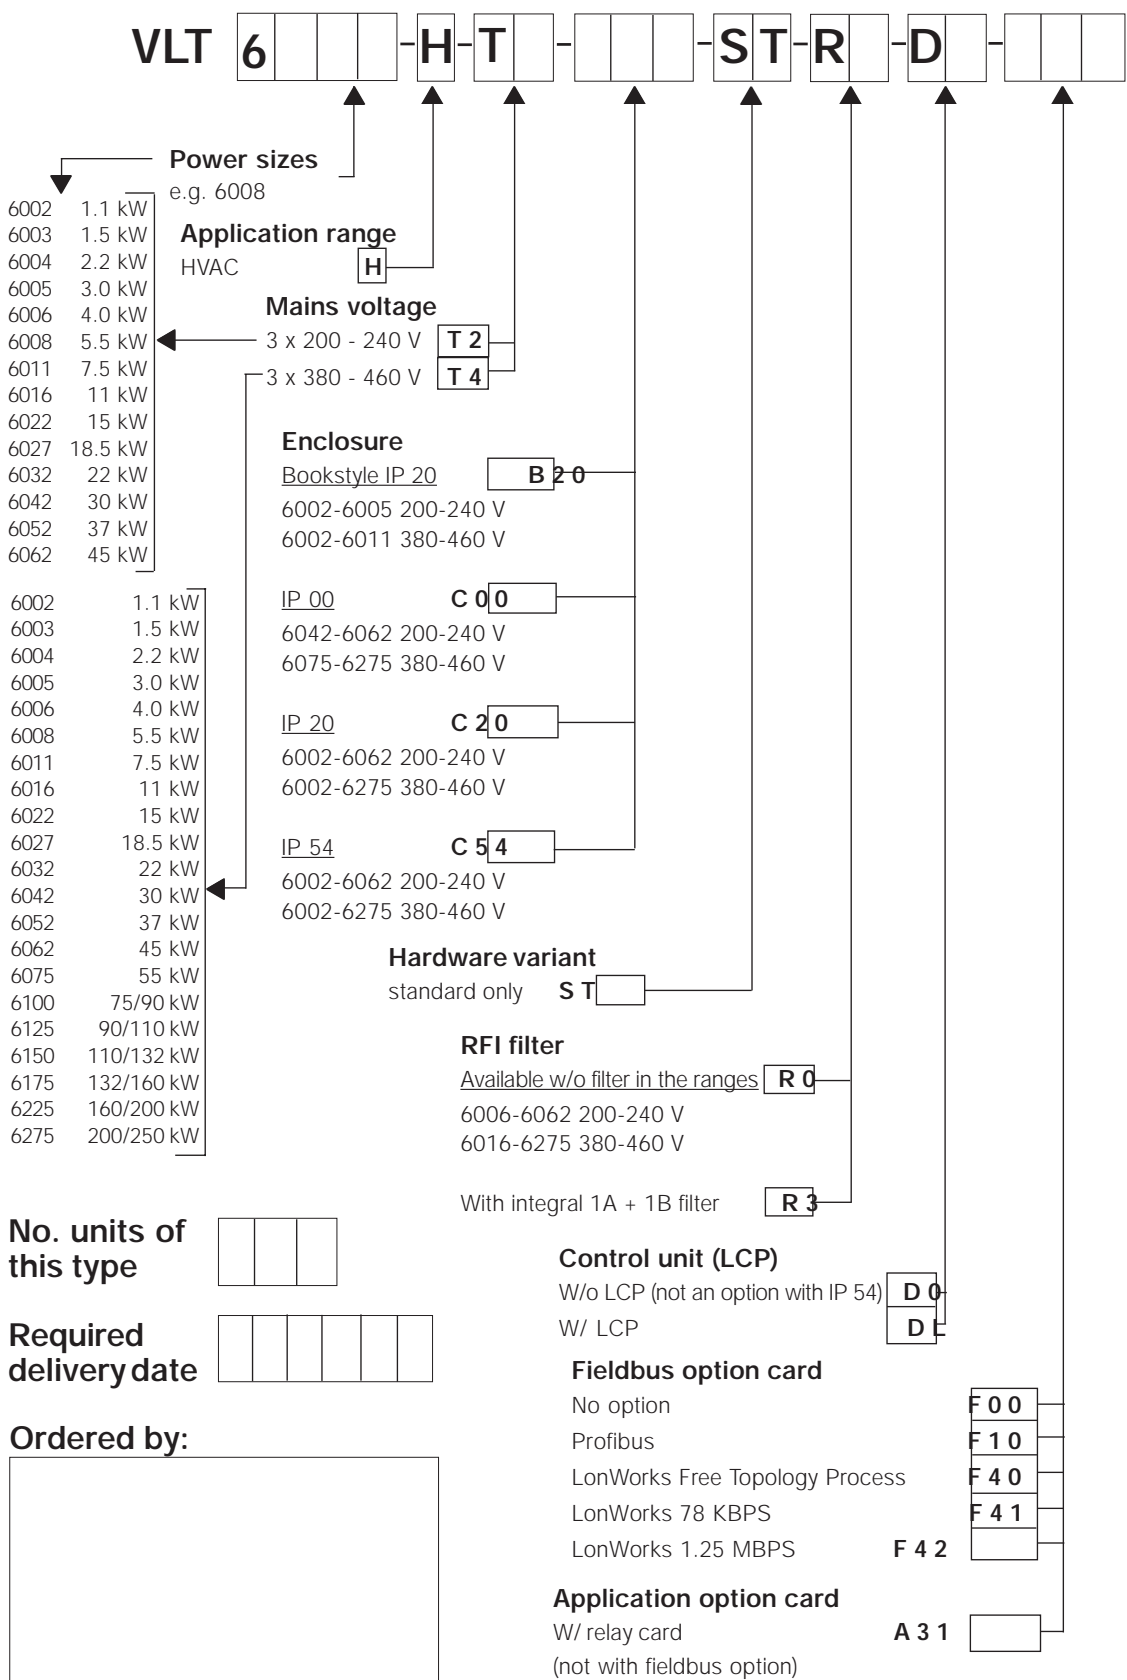 VLT 6 -H-T - -ST-R -D -
Power sizes
e.g. 6008
6002 1.1 kW
6003 1.5 kW
6004 2.2 kW
6005 3.0 kW
6006 4.0 kW
6008 5.5 kW
6011 7.5 kW
6016 11 kW
6022 15 kW
6027 18.5 kW
6032 22 kW
6042 30 kW
6052 37 kW
6062 45 kW
Application range
HVAC H
Mains voltage
3 x 200 - 240 V T 2
3 x 380 - 460 V T 4
6002 1.1 kW
6003 1.5 kW
6004 2.2 kW
6005 3.0 kW
6006 4.0 kW
6008 5.5 kW
6011 7.5 kW
6016 11 kW
6022 15 kW
6027 18.5 kW
6032 22 kW
6042 30 kW
6052 37 kW
6062 45 kW
6075 55 kW
6100 75/90 kW
6125 90/110 kW
6150 110/132 kW
6175 132/160 kW
6225 160/200 kW
6275 200/250 kW
Enclosure
Bookstyle IP 20 B 2 0
6002-6005 200-240 V
6002-6011 380-460 V
IP 00 C 0 0
6042-6062 200-240 V
6075-6275 380-460 V
IP 20 C 2 0
6002-6062 200-240 V
6002-6275 380-460 V
IP 54 C 5 4
6002-6062 200-240 V
6002-6275 380-460 V
Hardware variant
standard only S T
RFI filter
Available w/o filter in the ranges R 0
6006-6062 200-240 V
6016-6275 380-460 V
With integral 1A + 1B filter R 3
Control unit (LCP)
W/o LCP (not an option with IP 54) D 0
W/ LCP D L
Fieldbus option card
No option F 0 0
Profibus F 1 0
LonWorks Free Topology Process F 4 0
LonWorks 78 KBPS F 4 1
LonWorks 1.25 MBPS F 4 2
Application option card
W/ relay card A 3 1
(not with fieldbus option)
No. units of
this type
Required
delivery date
Ordered by: